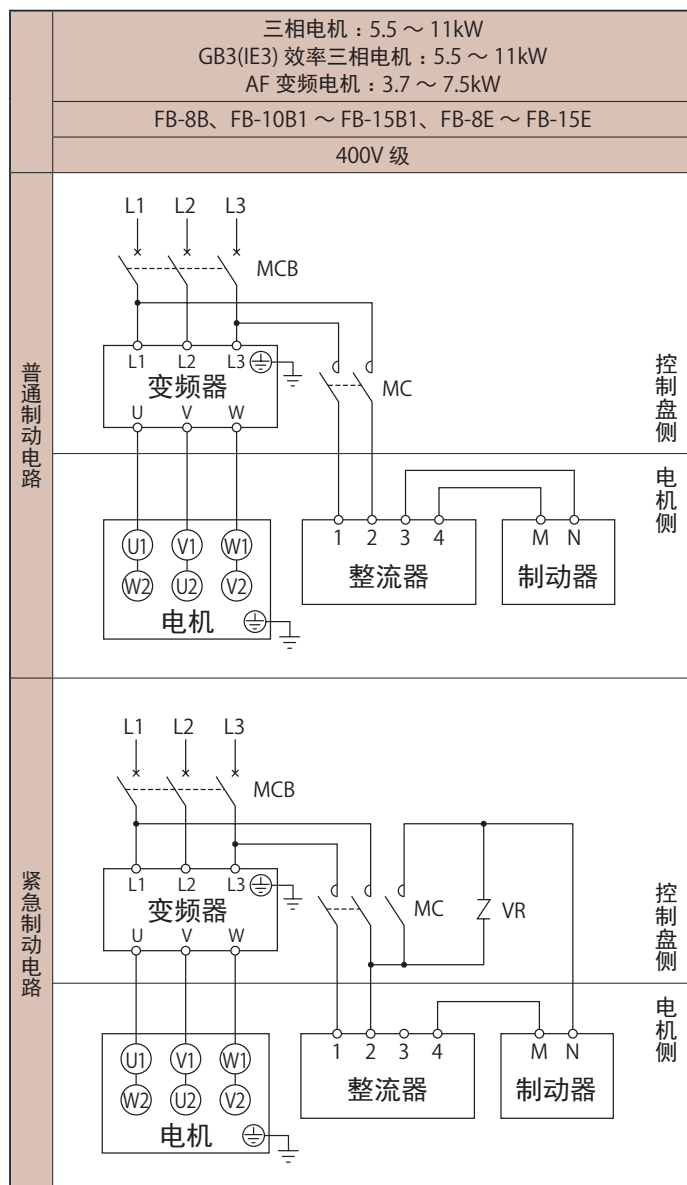 三相电机：5.5 ～ 11kW
GB3(IE3) 效率三相电机：5.5 ～ 11kW
AF 变频电机：3.7 ～ 7.5kW
FB-8B、FB-10B1 ～ FB-15B1、FB-8E ～ FB-15E
400V 级
普通制动电路
L1 L2 L3
MCB
L1 L2 L3
变频器
U V W
MC
控制盘侧
电机侧
U1 V1 W1
W2 U2 V2
电机
1 2 3 4
整流器
M N
制动器
紧急制动电路
L1 L2 L3
MCB
L1 L2 L3
变频器
U V W
MC
VR
控制盘侧
电机侧
U1 V1 W1
W2 U2 V2
电机
1 2 3 4
整流器
M N
制动器